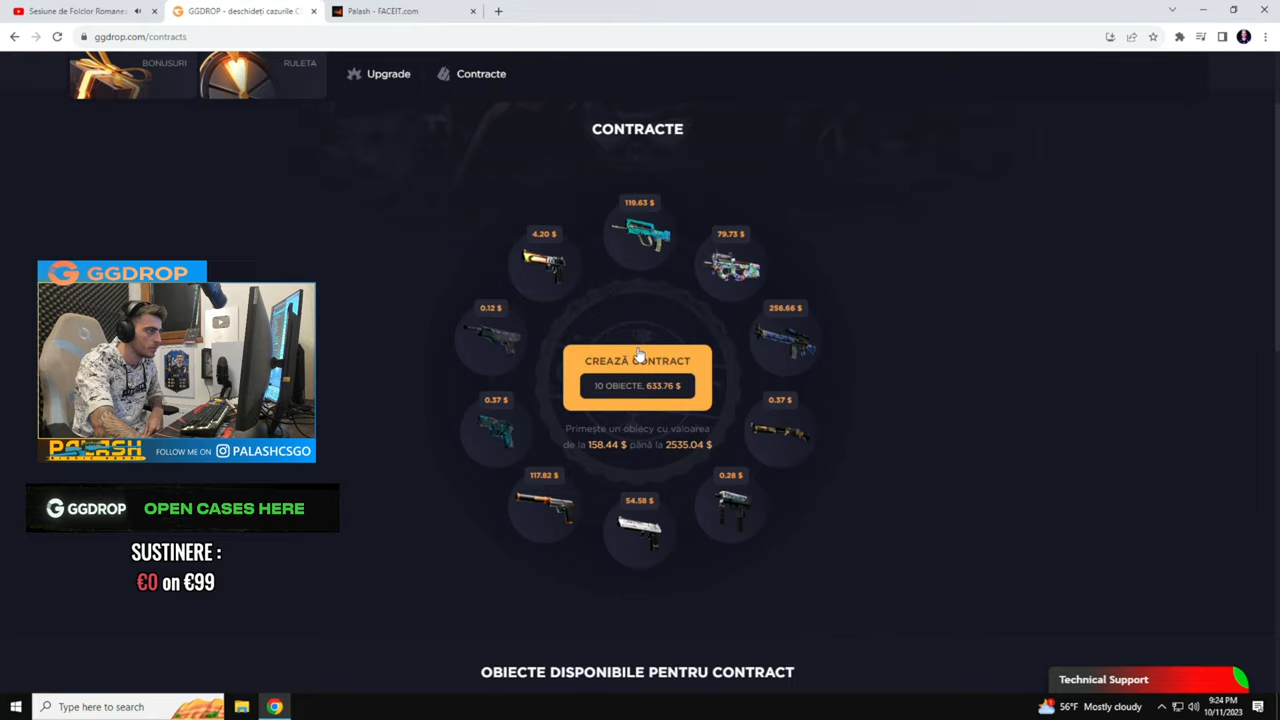 Sesiune de Folclor Romanes
GGDROP - deschideți cazurile C
Palash - FACEIT.com
ggdrop.com/contracts
BONUSURI
RULETA
Upgrade
Contracte
CONTRACTE
119.63 $
4.20 $
79.73 $
0.12 $
256.66 $
CREAZĂ CONTRACT
10 OBIECTE, 633.76 $
0.37 $
0.37 $
Primește un obiecy cu valoarea
de la 158.44 $ până la 2535.04 $
117.82 $
0.28 $
54.58 $
GGDROP
PALASH
FOLLOW ME ON PALASHCSGO
GGDROP OPEN CASES HERE
SUSTINERE :
€0 on €99
OBIECTE DISPONIBILE PENTRU CONTRACT
Technical Support
Type here to search
56°F Mostly cloudy
9:24 PM
10/11/2023